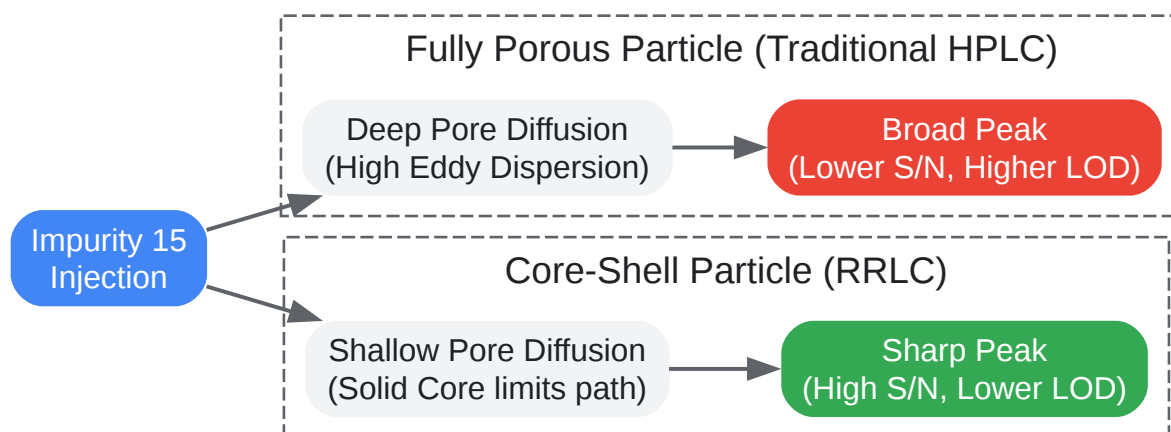 Fully Porous Particle (Traditional HPLC)
Deep Pore Diffusion
(High Eddy Dispersion)
Broad Peak
(Lower S/N, Higher LOD)
Impurity 15
Injection
Core-Shell Particle (RRLC)
Shallow Pore Diffusion
(Solid Core limits path)
Sharp Peak
(High S/N, Lower LOD)